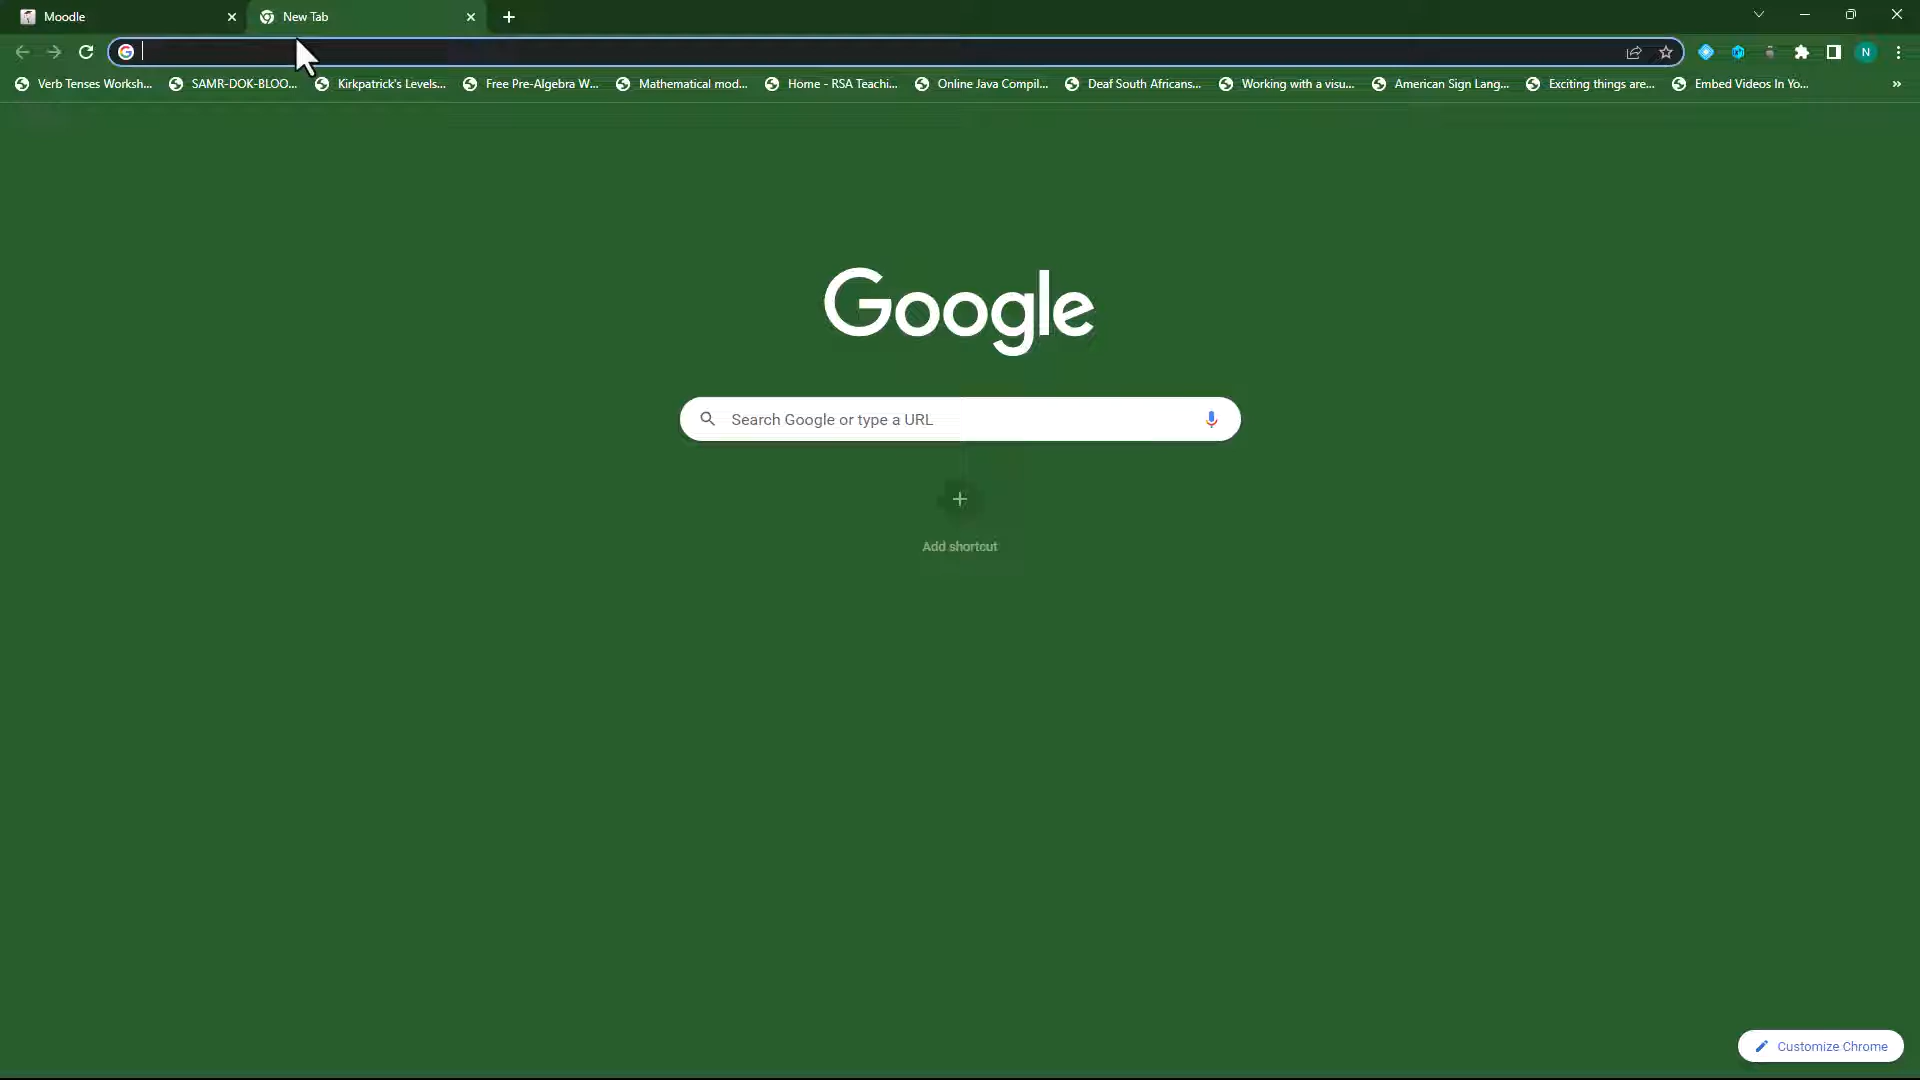 Moodle
New Tab
Verb Tenses Worksh...
SAMR-DOK-BLOO...
Kirkpatrick's Levels...
Free Pre-Algebra W...
Mathematical mod...
Home - RSA Teachi...
Online Java Compil...
Deaf South Africans...
Working with a visu...
American Sign Lang...
Exciting things are...
Embed Videos In Yo...
»
N
Google
Search Google or type a URL
Add shortcut
Customize Chrome